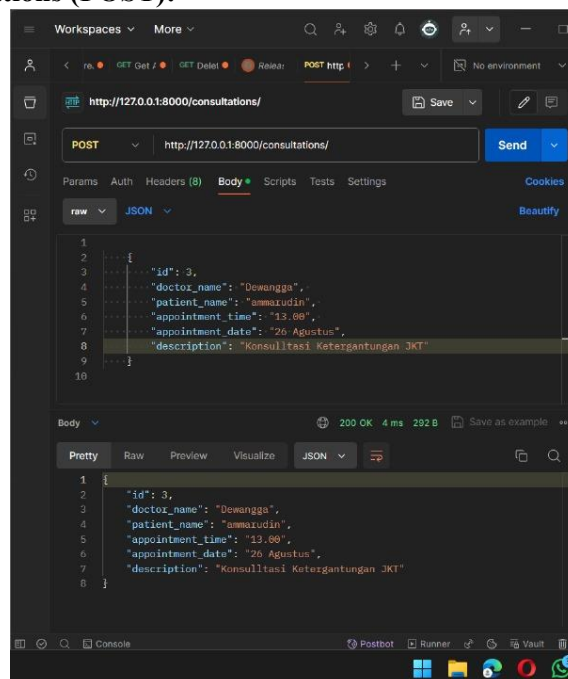 ations (POST).
Workspaces More
re. GET Get / GET Delet Releas POST http No environment
HTTP http://127.0.0.1:8000/consultations/ Save
POST http://127.0.0.1:8000/consultations/ Send
Params Auth Headers (8) Body Scripts Tests Settings Cookies
raw JSON Beautify
1
2 {
3 "id": 3,
4 "doctor_name": "Dewangga",
5 "patient_name": "ammarudin",
6 "appointment_time": "13.00",
7 "appointment_date": "26 Agustus",
8 "description": "Konsulltasi Ketergantungan JKT"
9 }
10
Body 200 OK 4 ms 292 B Save as example
Pretty Raw Preview Visualize JSON
1 {
2 "id": 3,
3 "doctor_name": "Dewangga",
4 "patient_name": "ammarudin",
5 "appointment_time": "13.00",
6 "appointment_date": "26 Agustus",
7 "description": "Konsulltasi Ketergantungan JKT"
8 }
Console Postbot Runner Vault